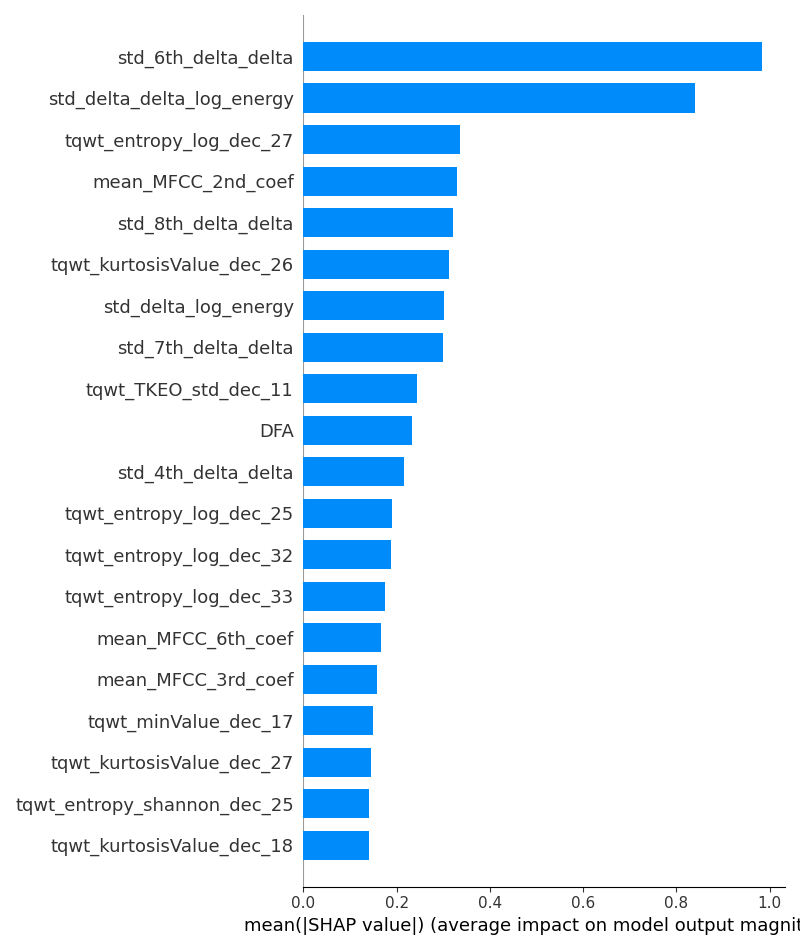 std_6th_delta_delta
std_delta_delta_log_energy
tqwt_entropy_log_dec_27
mean_MFCC_2nd_coef
std_8th_delta_delta
tqwt_kurtosisValue_dec_26
std_delta_log_energy
std_7th_delta_delta
tqwt_TKEO_std_dec_11
DFA
std_4th_delta_delta
tqwt_entropy_log_dec_25
tqwt_entropy_log_dec_32
tqwt_entropy_log_dec_33
mean_MFCC_6th_coef
mean_MFCC_3rd_coef
tqwt_minValue_dec_17
tqwt_kurtosisValue_dec_27
tqwt_entropy_shannon_dec_25
tqwt_kurtosisValue_dec_18
0.0 0.2 0.4 0.6 0.8 1.0
mean(|SHAP value|) (average impact on model output magnit